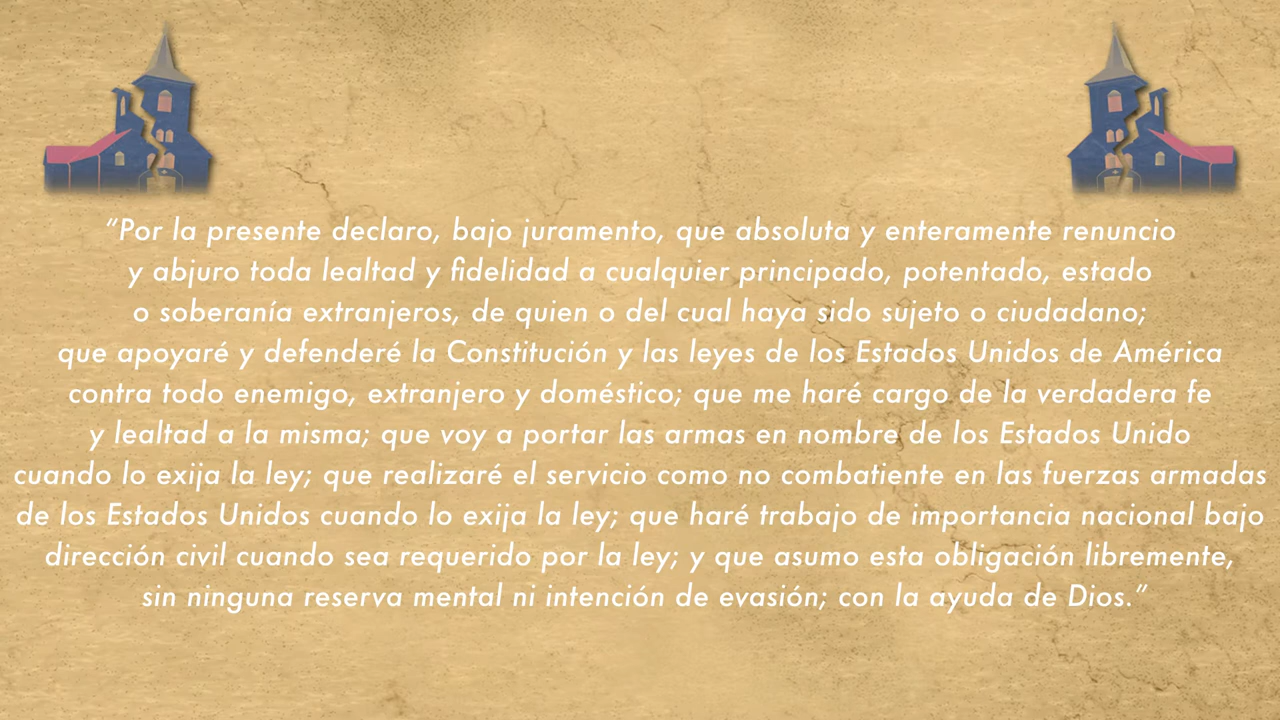 “Por la presente declaro, bajo juramento, que absoluta y enteramente renuncio
y abjuro toda lealtad y fidelidad a cualquier principado, potentado, estado
o soberanía extranjeros, de quien o del cual haya sido sujeto o ciudadano;
que apoyaré y defenderé la Constitución y las leyes de los Estados Unidos de América
contra todo enemigo, extranjero y doméstico; que me haré cargo de la verdadera fe
y lealtad a la misma; que voy a portar las armas en nombre de los Estados Unido
cuando lo exija la ley; que realizaré el servicio como no combatiente en las fuerzas armadas
de los Estados Unidos cuando lo exija la ley; que haré trabajo de importancia nacional bajo
dirección civil cuando sea requerido por la ley; y que asumo esta obligación libremente,
sin ninguna reserva mental ni intención de evasión; con la ayuda de Dios.”